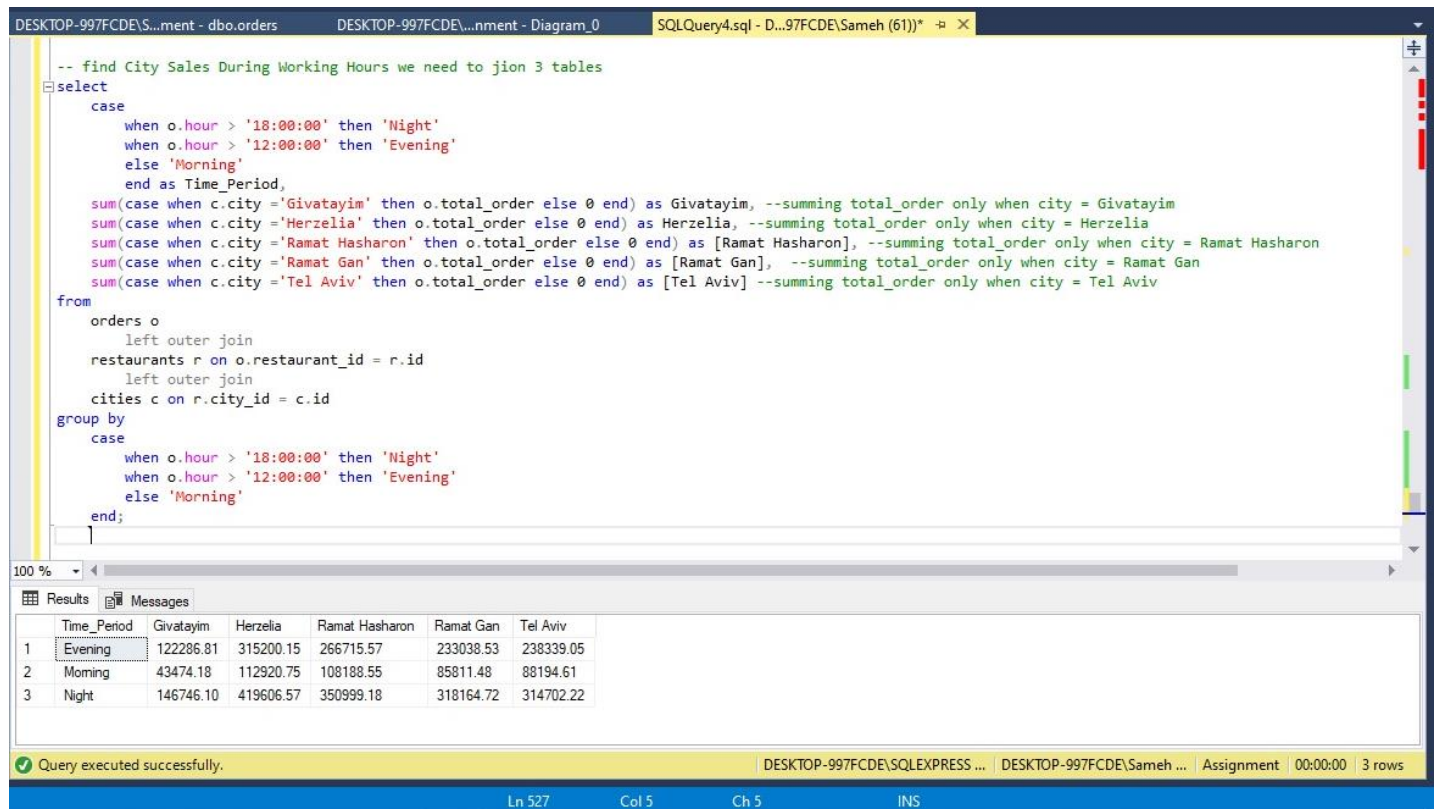 DESKTOP-997FCDE\S...ment - dbo.orders DESKTOP-997FCDE\...nment - Diagram_0 SQLQuery4.sql - D...97FCDE\Sameh (61))*
-- find City Sales During Working Hours we need to jion 3 tables
select
case
when o.hour > '18:00:00' then 'Night'
when o.hour > '12:00:00' then 'Evening'
else 'Morning'
end as Time_Period,
sum(case when c.city ='Givatayim' then o.total_order else 0 end) as Givatayim, --summing total_order only when city = Givatayim
sum(case when c.city ='Herzelia' then o.total_order else 0 end) as Herzelia, --summing total_order only when city = Herzelia
sum(case when c.city ='Ramat Hasharon' then o.total_order else 0 end) as [Ramat Hasharon], --summing total_order only when city = Ramat Hasharon
sum(case when c.city ='Ramat Gan' then o.total_order else 0 end) as [Ramat Gan], --summing total_order only when city = Ramat Gan
sum(case when c.city ='Tel Aviv' then o.total_order else 0 end) as [Tel Aviv] --summing total_order only when city = Tel Aviv
from
orders o
left outer join
restaurants r on o.restaurant_id = r.id
left outer join
cities c on r.city_id = c.id
group by
case
when o.hour > '18:00:00' then 'Night'
when o.hour > '12:00:00' then 'Evening'
else 'Morning'
end;
100 %
Results Messages
Time_Period Givatayim Herzelia Ramat Hasharon Ramat Gan Tel Aviv
1 Evening 122286.81 315200.15 266715.57 233038.53 238339.05
2 Morning 43474.18 112920.75 108188.55 85811.48 88194.61
3 Night 146746.10 419606.57 350999.18 318164.72 314702.22
Query executed successfully. DESKTOP-997FCDE\SQLEXPRESS ... DESKTOP-997FCDE\Sameh ... Assignment 00:00:00 3 rows
Ln 527 Col 5 Ch 5 INS